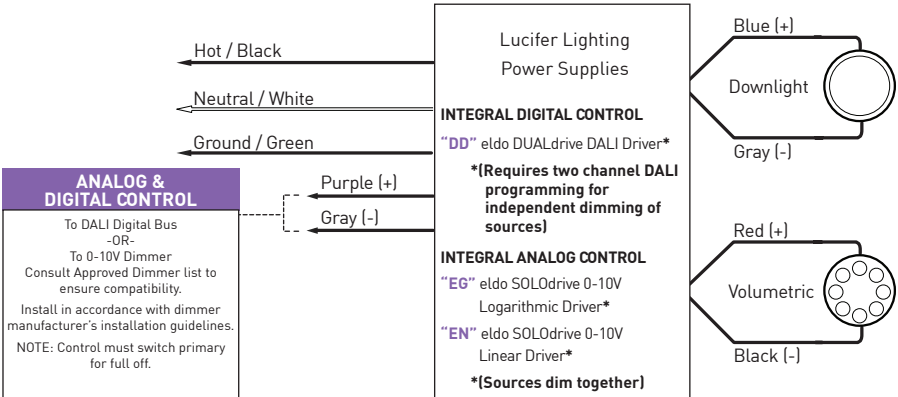 Hot / Black
Neutral / White
Ground / Green
Purple (+)
Gray (-)
ANALOG &
DIGITAL CONTROL
To DALI Digital Bus
-OR-
To 0-10V Dimmer
Consult Approved Dimmer list to
ensure compatibility.
Install in accordance with dimmer
manufacturer's installation guidelines.
NOTE: Control must switch primary
for full off.
Lucifer Lighting
Power Supplies
INTEGRAL DIGITAL CONTROL
"DD" eldo DUALdrive DALI Driver*
*(Requires two channel DALI
programming for
independent dimming of
sources)
INTEGRAL ANALOG CONTROL
"EG" eldo SOLOdrive 0-10V
Logarithmic Driver*
"EN" eldo SOLOdrive 0-10V
Linear Driver*
*(Sources dim together)
Blue (+)
Downlight
Gray (-)
Red (+)
Volumetric
Black (-)